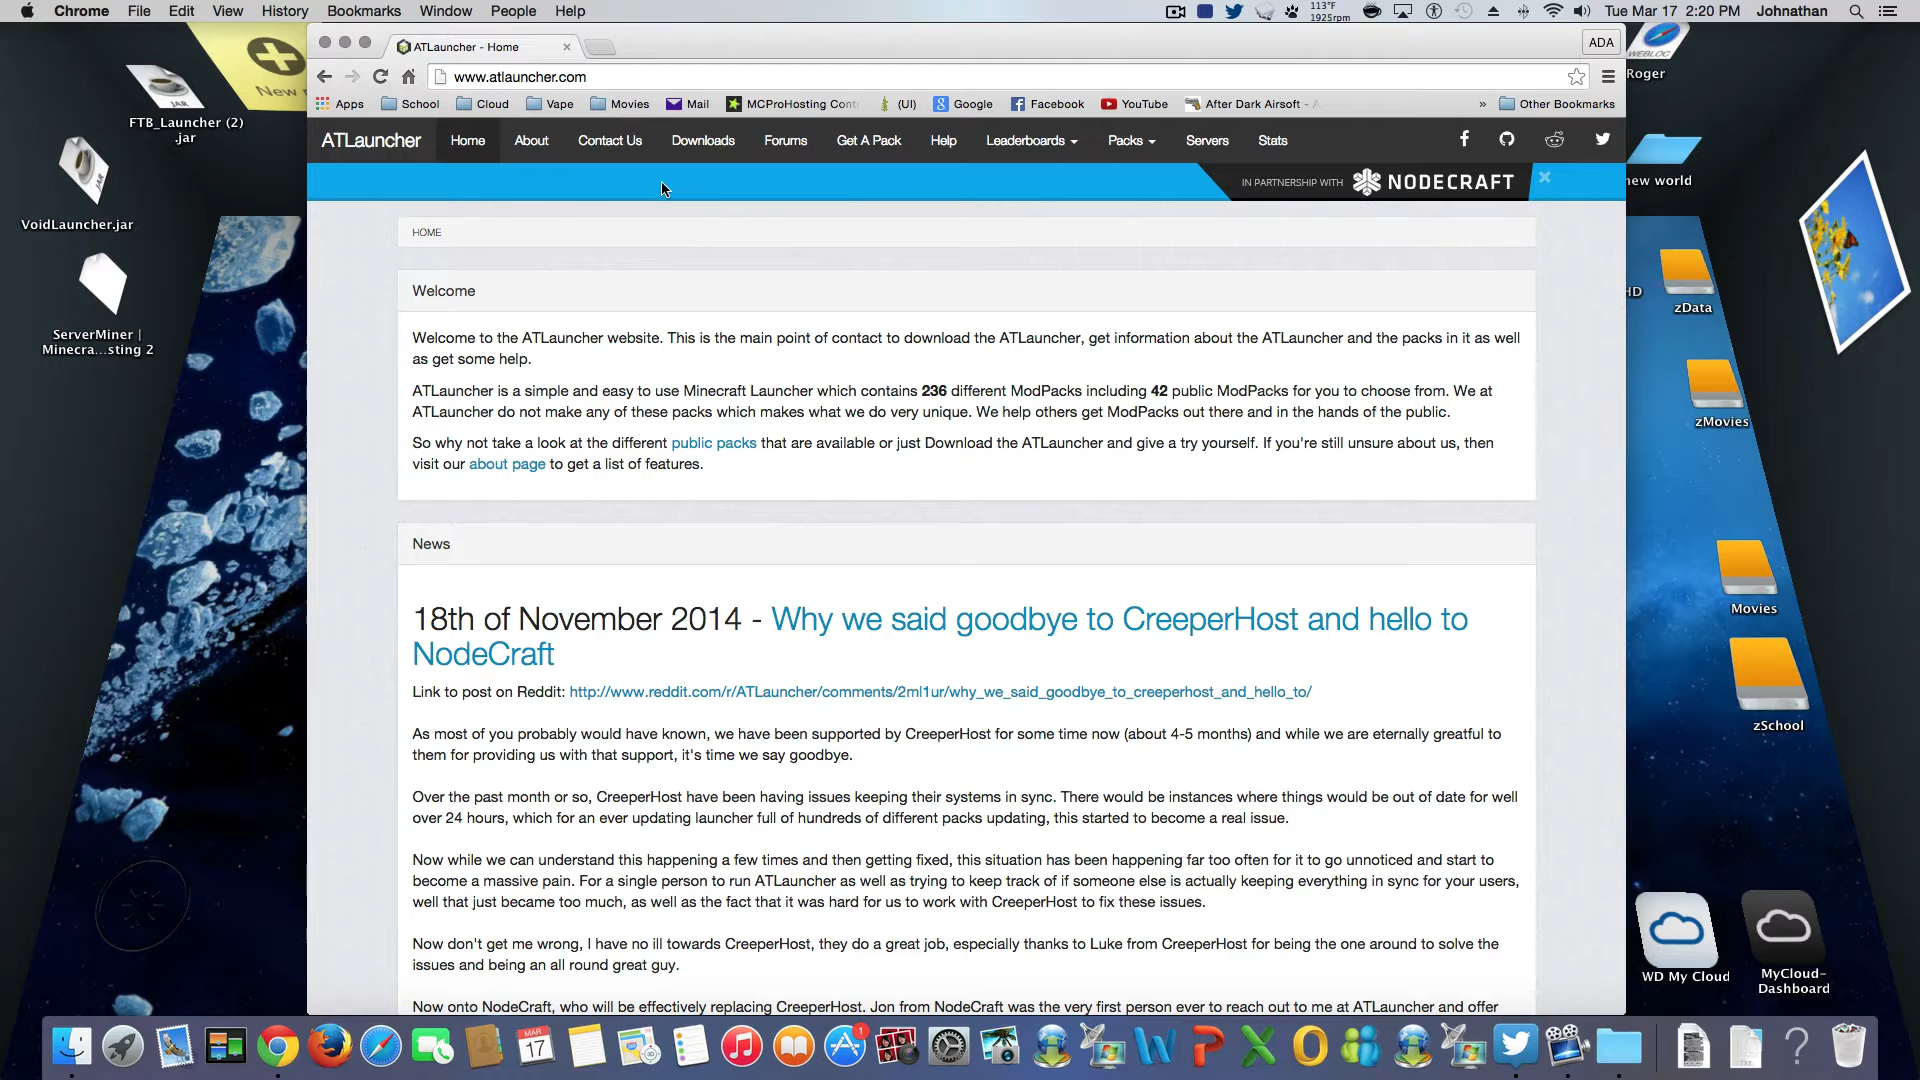 Chrome File Edit View History Bookmarks Window People Help
113°F
1925rpm
Tue Mar 17 2:20 PM Johnathan
ATLauncher - Home
ADA
www.atlauncher.com
Apps School Cloud Vape Movies Mail MCProHosting Cont (UI) Google Facebook YouTube After Dark Airsoft - » Other Bookmarks
ATLauncher Home About Contact Us Downloads Forums Get A Pack Help Leaderboards Packs Servers Stats
IN PARTNERSHIP WITH NODECRAFT
HOME
Welcome
Welcome to the ATLauncher website. This is the main point of contact to download the ATLauncher, get information about the ATLauncher and the packs in it as well
as get some help.
ATLauncher is a simple and easy to use Minecraft Launcher which contains 236 different ModPacks including 42 public ModPacks for you to choose from. We at
ATLauncher do not make any of these packs which makes what we do very unique. We help others get ModPacks out there and in the hands of the public.
So why not take a look at the different public packs that are available or just Download the ATLauncher and give a try yourself. If you're still unsure about us, then
visit our about page to get a list of features.
News
18th of November 2014 - Why we said goodbye to CreeperHost and hello to
NodeCraft
Link to post on Reddit: http://www.reddit.com/r/ATLauncher/comments/2ml1ur/why_we_said_goodbye_to_creeperhost_and_hello_to/
As most of you probably would have known, we have been supported by CreeperHost for some time now (about 4-5 months) and while we are eternally greatful to
them for providing us with that support, it's time we say goodbye.
Over the past month or so, CreeperHost have been having issues keeping their systems in sync. There would be instances where things would be out of date for well
over 24 hours, which for an ever updating launcher full of hundreds of different packs updating, this started to become a real issue.
Now while we can understand this happening a few times and then getting fixed, this situation has been happening far too often for it to go unnoticed and start to
become a massive pain. For a single person to run ATLauncher as well as trying to keep track of if someone else is actually keeping everything in sync for your users,
well that just became too much, as well as the fact that it was hard for us to work with CreeperHost to fix these issues.
Now don't get me wrong, I have no ill towards CreeperHost, they do a great job, especially thanks to Luke from CreeperHost for being the one around to solve the
issues and being an all round great guy.
Now onto NodeCraft, who will be effectively replacing CreeperHost. Jon from NodeCraft was the very first person ever to reach out to me at ATLauncher and offer
New
JAR
FTB_Launcher (2)
.jar
JAR
VoidLauncher.jar
ServerMiner |
Minecra...sting 2
WEBLOC
Roger
new world
HD
zData
zMovies
Movies
zSchool
WD My Cloud
MyCloud-
Dashboard
MAR
17
1
TXT